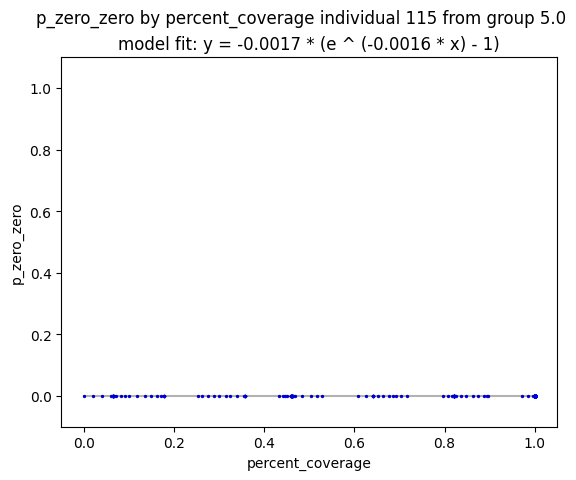 p_zero_zero by percent_coverage individual 115 from group 5.0
model fit: y = -0.0017 * (e ^ (-0.0016 * x) - 1)
1.0
0.8
0.6
0.4
0.2
0.0
p_zero_zero
0.0 0.2 0.4 0.6 0.8 1.0
percent_coverage